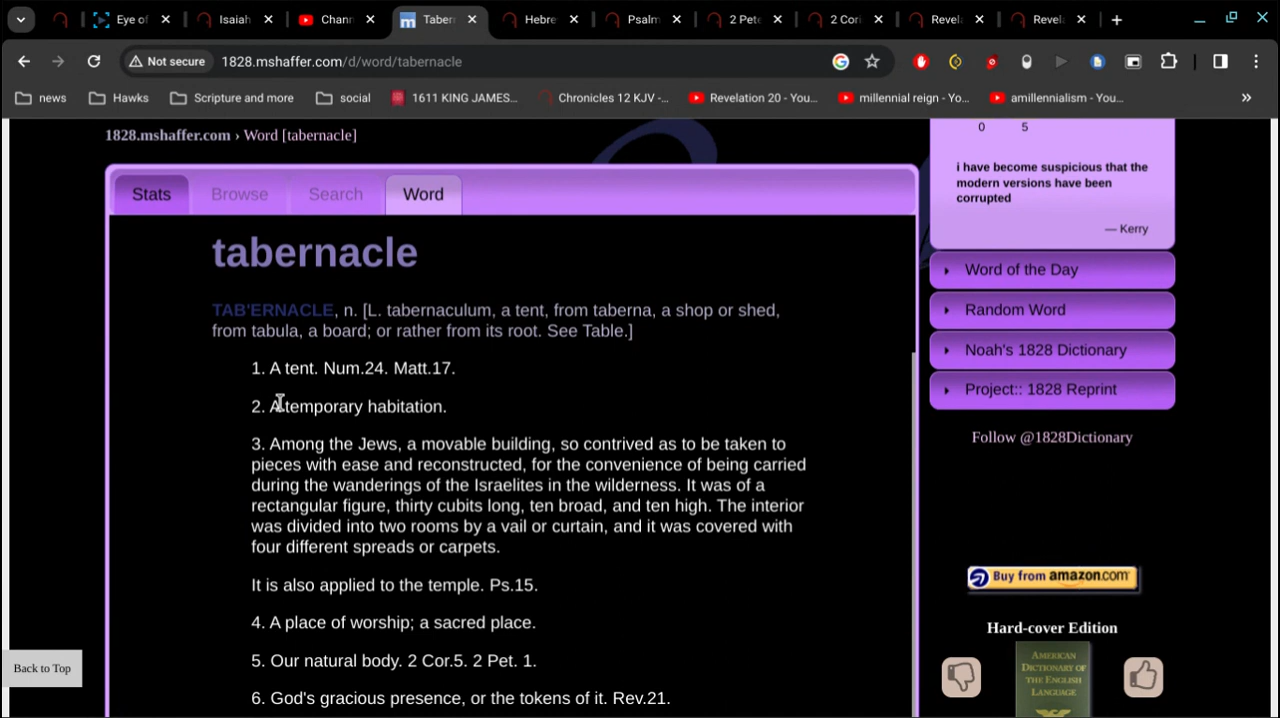 Eye of
Isaiah
Chann
Taber
Hebre
Psalm
2 Pete
2 Cori
Revel
Revel
Not secure
1828.mshaffer.com/d/word/tabernacle
news
Hawks
Scripture and more
social
1611 KING JAMES...
Chronicles 12 KJV -...
Revelation 20 - You...
millennial reign - Yo...
amillennialism - You...
1828.mshaffer.com › Word [tabernacle]
0 5
i have become suspicious that the
modern versions have been
corrupted
— Kerry
Stats
Browse
Search
Word
tabernacle
TAB'ERNACLE, n. [L. tabernaculum, a tent, from taberna, a shop or shed,
from tabula, a board; or rather from its root. See Table.]
1. A tent. Num.24. Matt.17.
2. A temporary habitation.
3. Among the Jews, a movable building, so contrived as to be taken to
pieces with ease and reconstructed, for the convenience of being carried
during the wanderings of the Israelites in the wilderness. It was of a
rectangular figure, thirty cubits long, ten broad, and ten high. The interior
was divided into two rooms by a vail or curtain, and it was covered with
four different spreads or carpets.
It is also applied to the temple. Ps.15.
4. A place of worship; a sacred place.
5. Our natural body. 2 Cor.5. 2 Pet. 1.
6. God's gracious presence, or the tokens of it. Rev.21.
Word of the Day
Random Word
Noah's 1828 Dictionary
Project:: 1828 Reprint
Follow @1828Dictionary
Buy from amazon.com
Hard-cover Edition
AMERICAN
DICTIONARY OF
THE ENGLISH
LANGUAGE
Back to Top